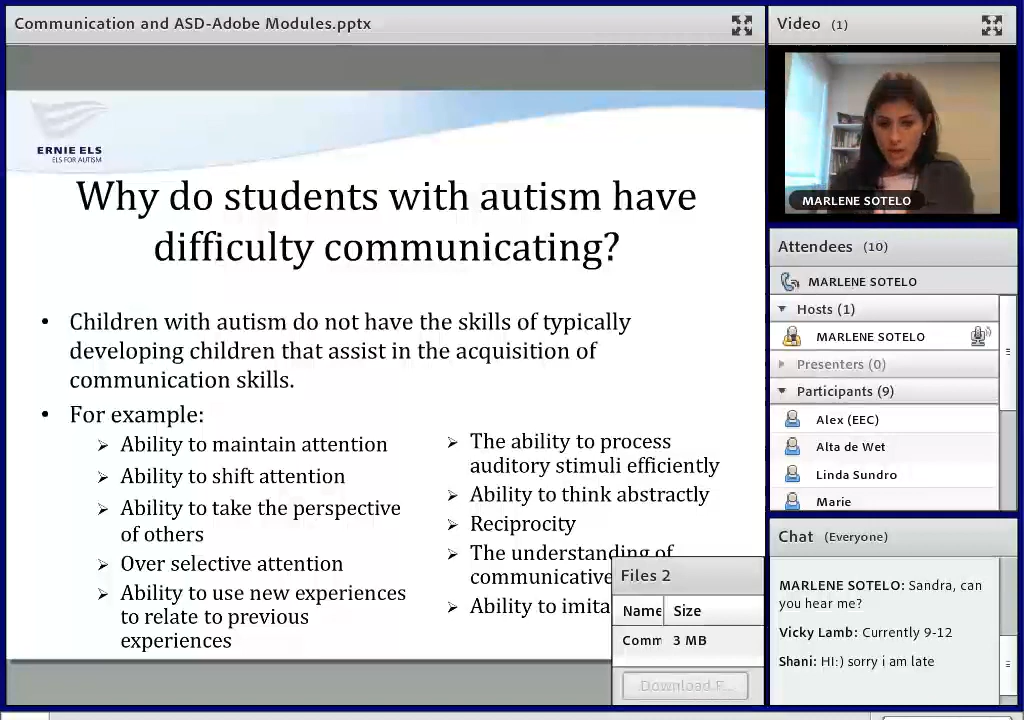 Communication and ASD-Adobe Modules.pptx
ERNIE ELS
ELS FOR AUTISM
Why do students with autism have
difficulty communicating?
• Children with autism do not have the skills of typically
developing children that assist in the acquisition of
communication skills.
• For example:
➢ Ability to maintain attention
➢ Ability to shift attention
➢ Ability to take the perspective
of others
➢ Over selective attention
➢ Ability to use new experiences
to relate to previous
experiences
➢ The ability to process
auditory stimuli efficiently
➢ Ability to think abstractly
➢ Reciprocity
➢ The understanding of
communicative
➢ Ability to imita
Files 2
Name Size
Comm 3 MB
Download F...
Video (1)
MARLENE SOTELO
Attendees (10)
MARLENE SOTELO
Hosts (1)
MARLENE SOTELO
Presenters (0)
Participants (9)
Alex (EEC)
Alta de Wet
Linda Sundro
Marie
Chat (Everyone)
MARLENE SOTELO: Sandra, can
you hear me?
Vicky Lamb: Currently 9-12
Shani: HI:) sorry i am late